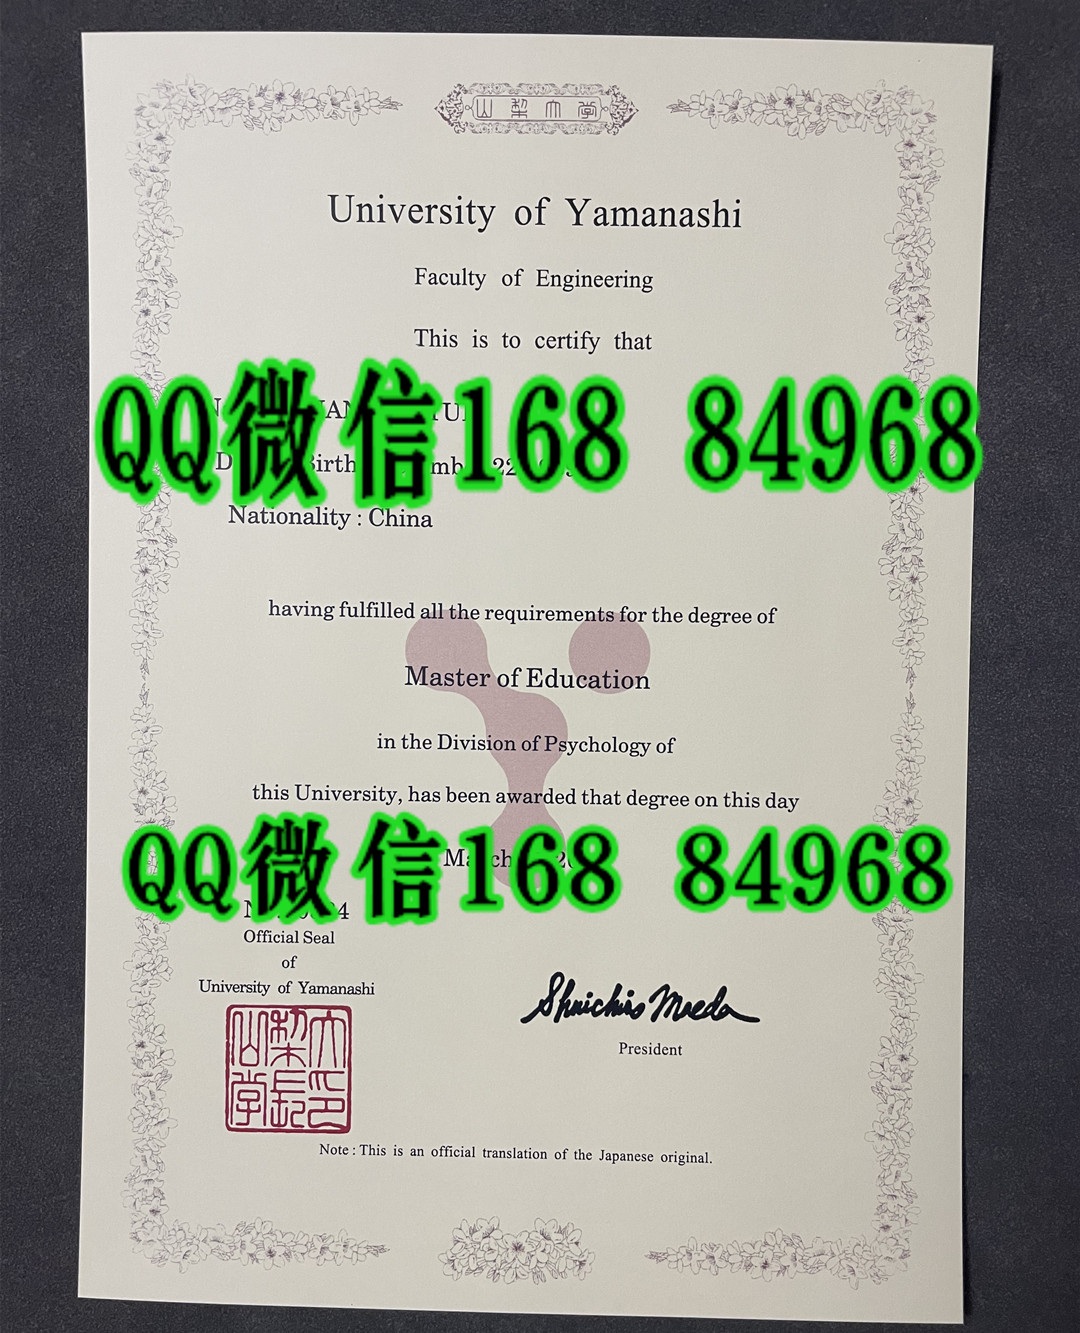 山梨大学
University of Yamanashi
Faculty of Engineering
This is to certify that
QQ微信168 84968
Nationality : China
having fulfilled all the requirements for the degree of
Master of Education
in the Division of Psychology of
this University, has been awarded that degree on this day
QQ微信168 84968
March
Official Seal
of
University of Yamanashi
Shuichiro Maeda
President
Note : This is an official translation of the Japanese original.